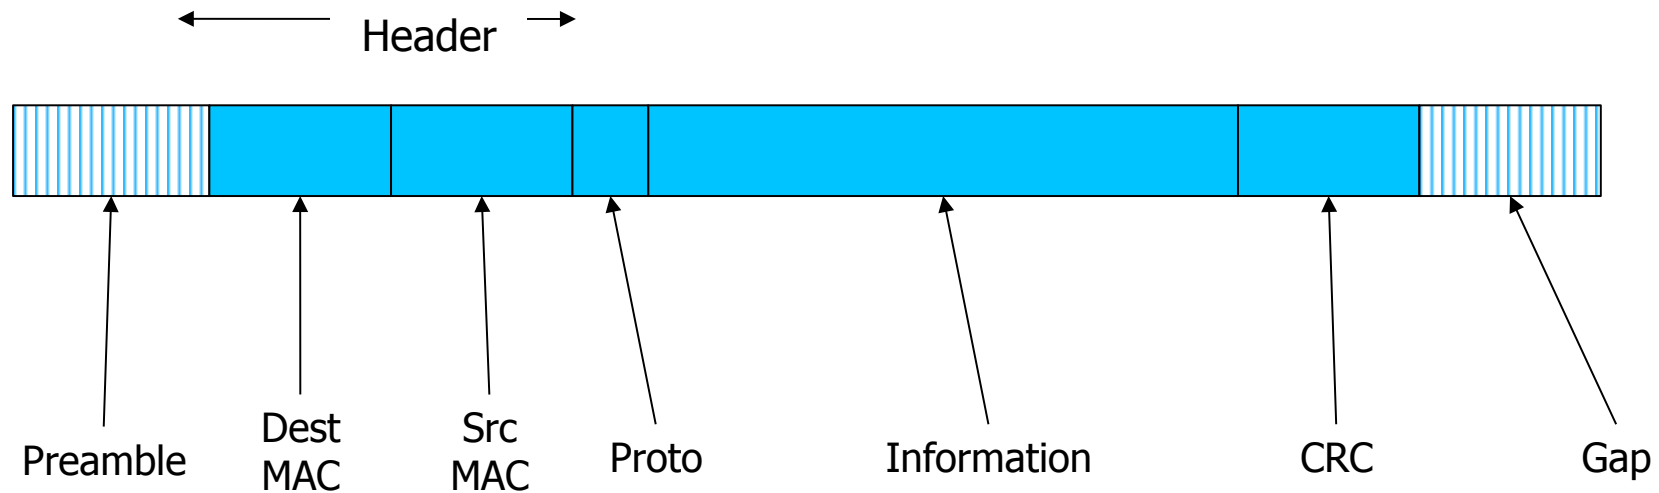 Header
Preamble
Dest
MAC
Src
MAC
Proto
Information
CRC
Gap